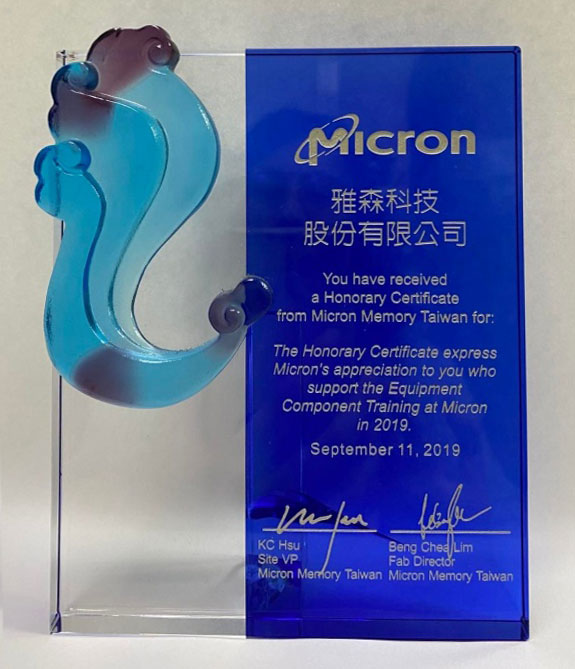 Micron
雅森科技
股份有限公司
You have received
a Honorary Certificate
from Micron Memory Taiwan for:
The Honorary Certificate express
Micron's appreciation to you who
support the Equipment
Component Training at Micron
in 2019.
September 11, 2019
KC Hsu
Site VP
Micron Memory Taiwan
Beng Chea Lim
Fab Director
Micron Memory Taiwan